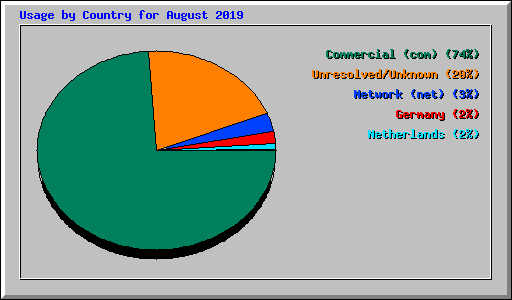 Usage by Country for August 2019
Commercial (com) (74%)
Unresolved/Unknown (20%)
Network (net) (3%)
Germany (2%)
Netherlands (2%)